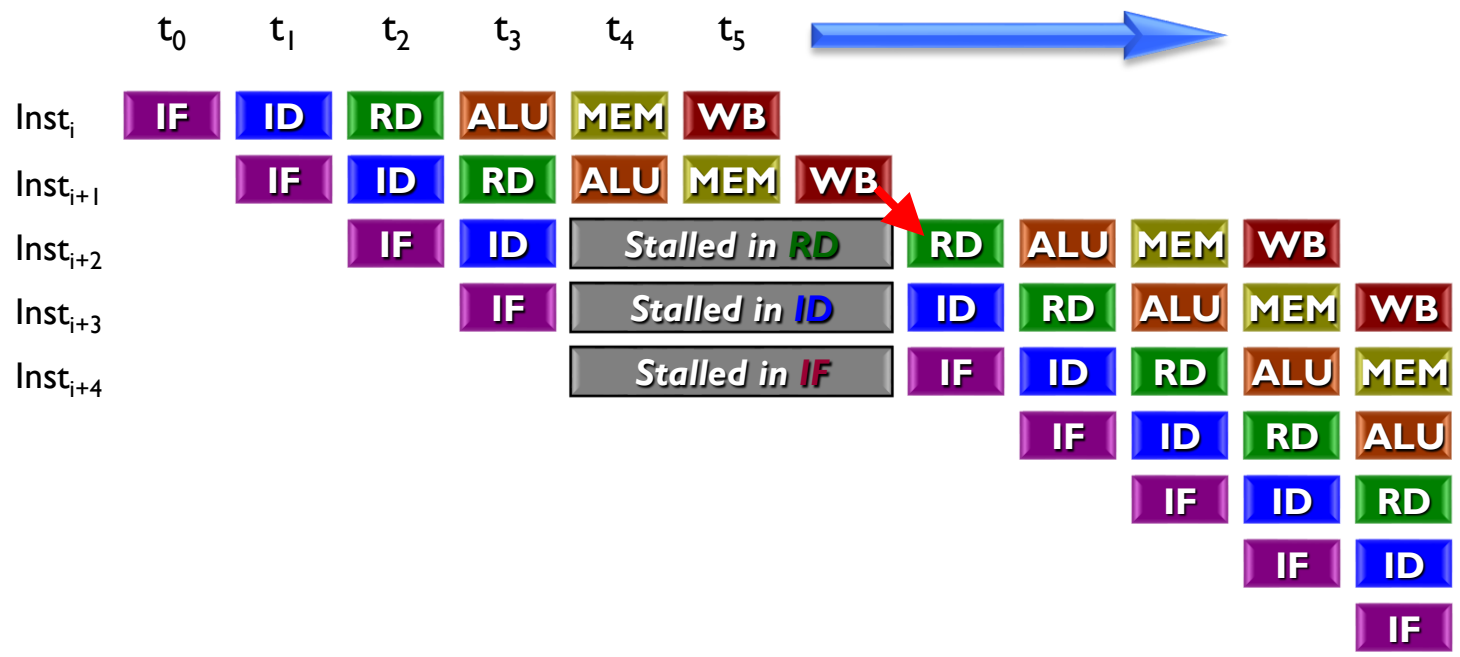 t₀ t₁ t₂ t₃ t₄ t₅
Instᵢ IF ID RD ALU MEM WB
Instᵢ₊₁ IF ID RD ALU MEM WB
Instᵢ₊₂ IF ID Stalled in RD RD ALU MEM WB
Instᵢ₊₃ IF Stalled in ID ID RD ALU MEM WB
Instᵢ₊₄ Stalled in IF IF ID RD ALU MEM
IF ID RD ALU
IF ID RD
IF ID
IF